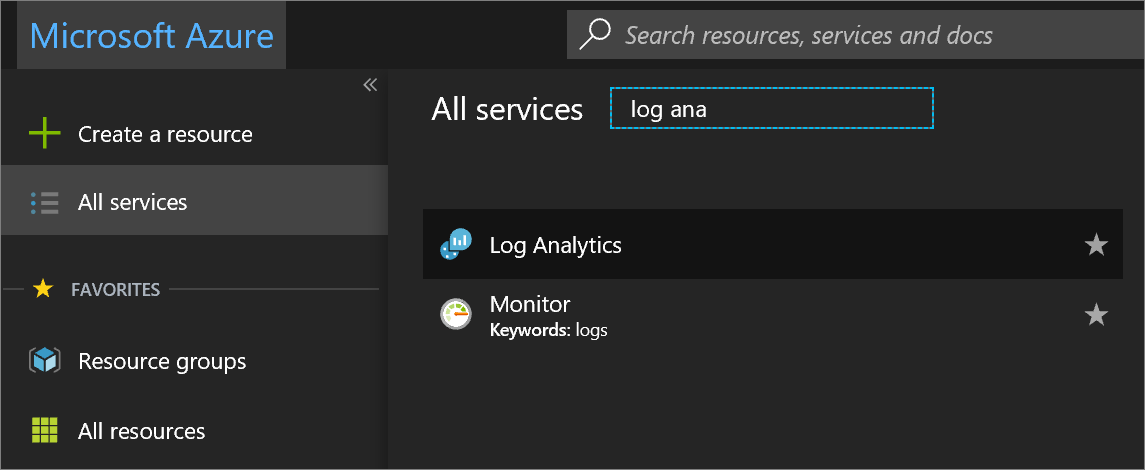 Microsoft Azure
Search resources, services and docs
Create a resource
All services
FAVORITES
Resource groups
All resources
All services
log ana
Log Analytics
Monitor
Keywords: logs